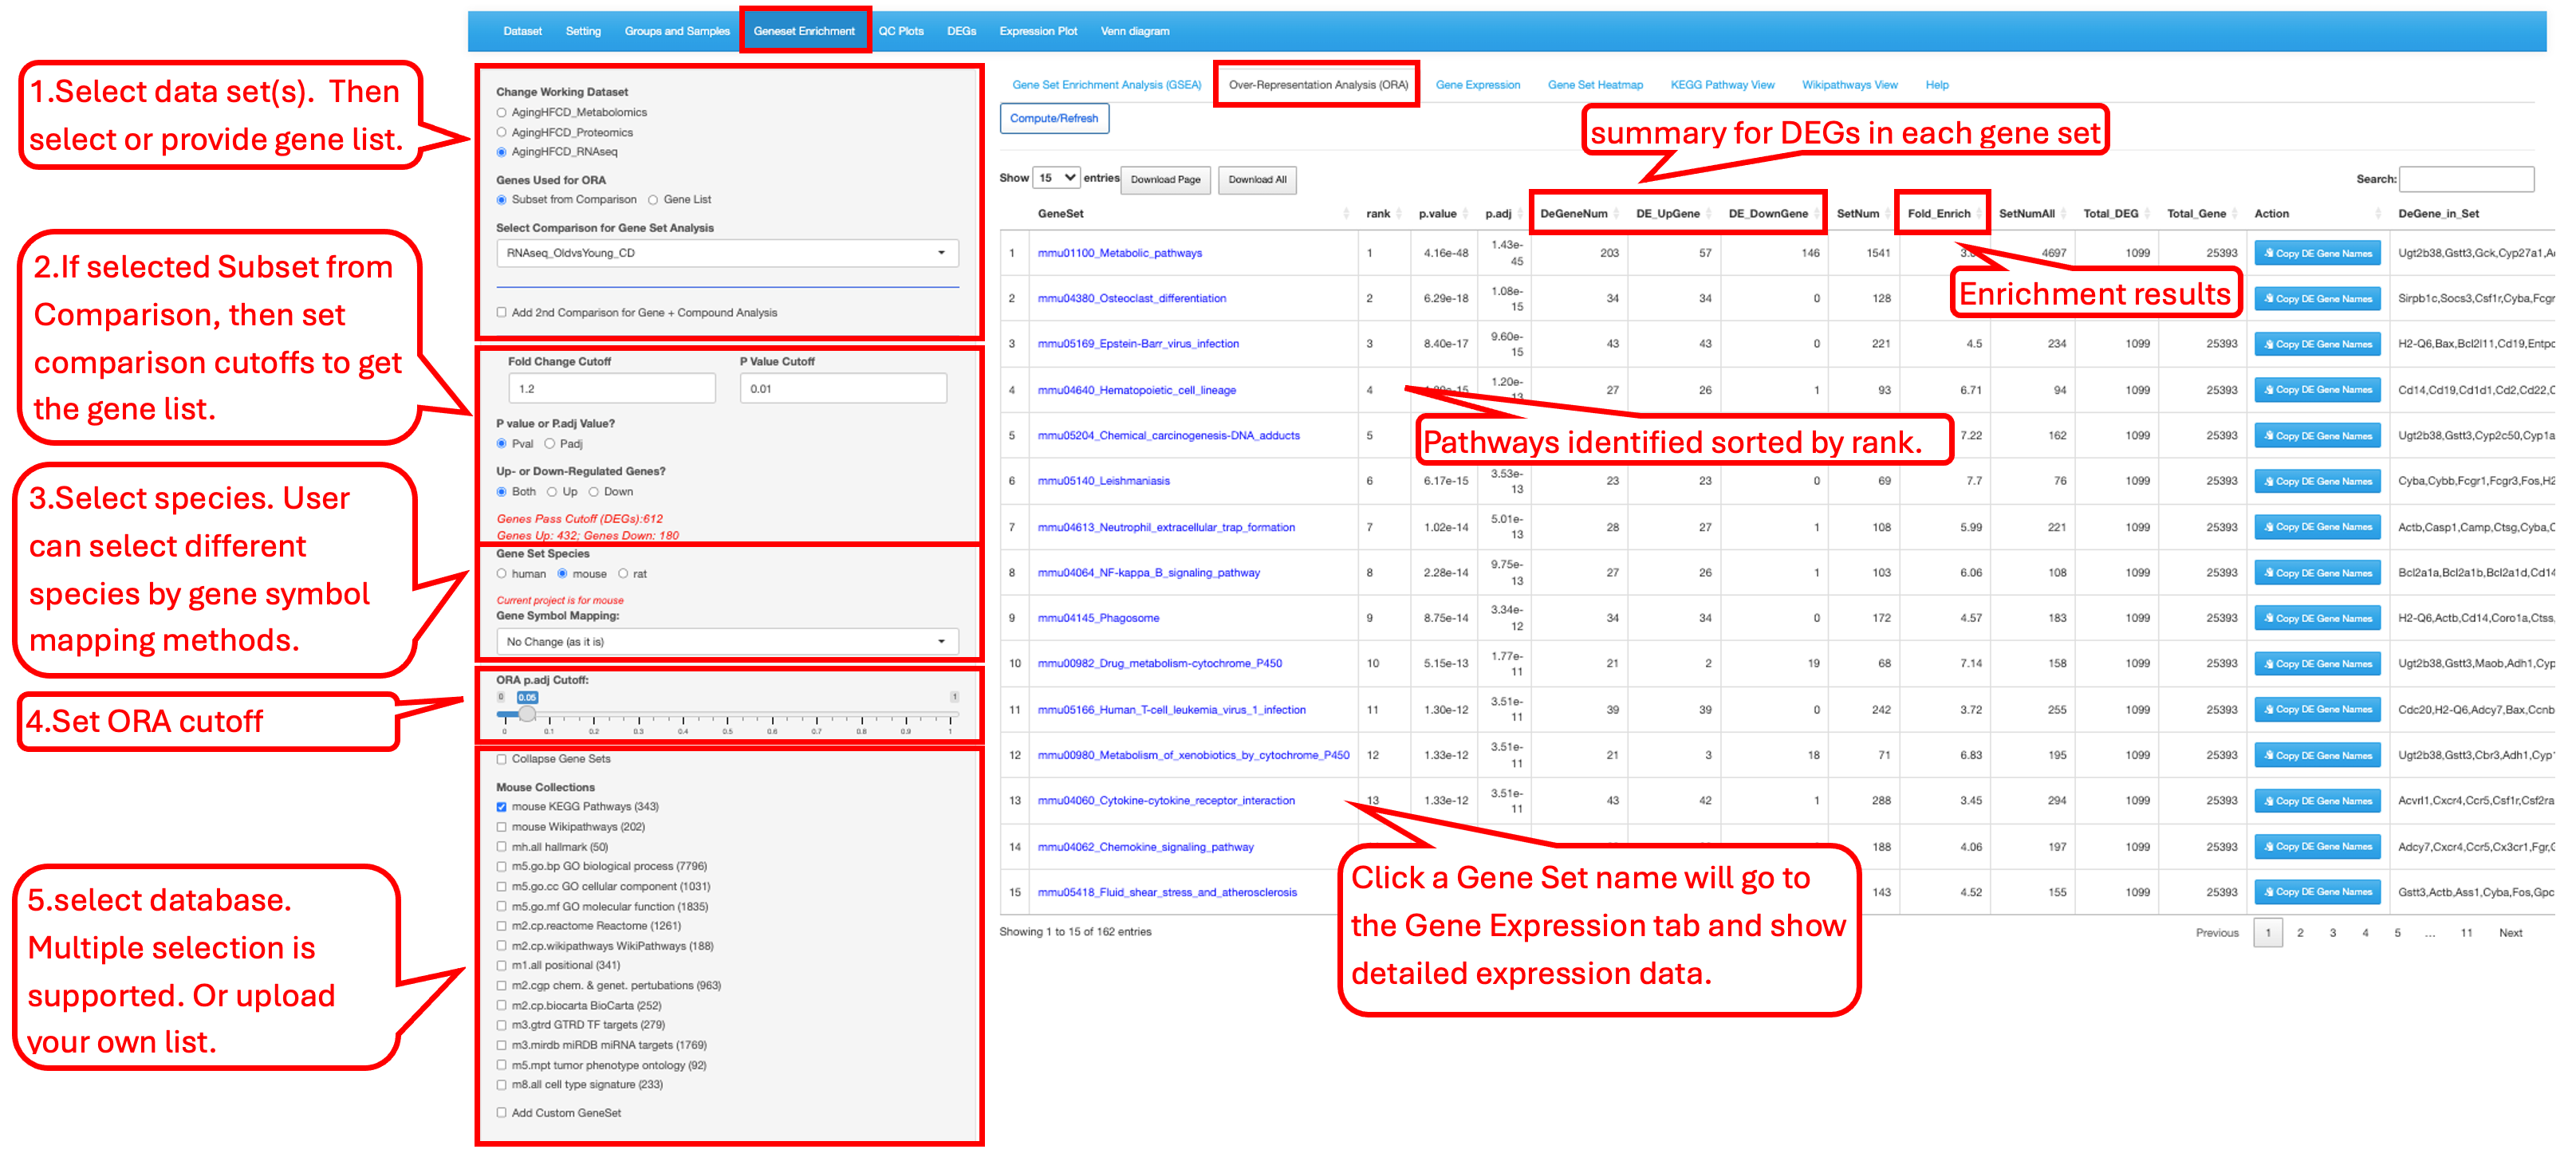 Dataset Setting Groups and Samples Geneset Enrichment QC Plots DEGs Expression Plot Venn diagram
1.Select data set(s). Then
select or provide gene list.
2.If selected Subset from
Comparison, then set
comparison cutoffs to get
the gene list.
3.Select species. User
can select different
species by gene symbol
mapping methods.
4.Set ORA cutoff
5.select database.
Multiple selection is
supported. Or upload
your own list.
Change Working Dataset
AgingHFCD_Metabolomics
AgingHFCD_Proteomics
AgingHFCD_RNAseq
Genes Used for ORA
Subset from Comparison Gene List
Select Comparison for Gene Set Analysis
RNAseq_OldvsYoung_CD
Add 2nd Comparison for Gene + Compound Analysis
Fold Change Cutoff P Value Cutoff
1.2 0.01
P value or P.adj Value?
Pval Padj
Up- or Down-Regulated Genes?
Both Up Down
Genes Pass Cutoff (DEGs):612
Genes Up: 432; Genes Down: 180
Gene Set Species
human mouse rat
Current project is for mouse
Gene Symbol Mapping:
No Change (as it is)
ORA p.adj Cutoff:
0 0.05 1
0 0.1 0.2 0.3 0.4 0.5 0.6 0.7 0.8 0.9 1
Collapse Gene Sets
Mouse Collections
mouse KEGG Pathways (343)
mouse Wikipathways (202)
mh.all hallmark (50)
m5.go.bp GO biological process (7796)
m5.go.cc GO cellular component (1031)
m5.go.mf GO molecular function (1835)
m2.cp.reactome Reactome (1261)
m2.cp.wikipathways WikiPathways (188)
m1.all positional (341)
m2.cgp chem. & genet. pertubations (963)
m2.cp.biocarta BioCarta (252)
m3.gtrd GTRD TF targets (279)
m3.mirdb miRDB miRNA targets (1769)
m5.mpt tumor phenotype ontology (92)
m8.all cell type signature (233)
Add Custom GeneSet
Gene Set Enrichment Analysis (GSEA) Over-Representation Analysis (ORA) Gene Expression Gene Set Heatmap KEGG Pathway View Wikipathways View Help
Compute/Refresh
summary for DEGs in each gene set
Show 15 entries Download Page Download All Search:
GeneSet rank p.value p.adj DeGeneNum DE_UpGene DE_DownGene SetNum Fold_Enrich SetNumAll Total_DEG Total_Gene Action DeGene_in_Set
1 mmu01100_Metabolic_pathways 1 4.16e-48 1.43e-45 203 57 146 1541 4697 1099 25393 Copy DE Gene Names Ugt2b38,Gstt3,Gck,Cyp27a1,A
2 mmu04380_Osteoclast_differentiation 2 6.29e-18 1.08e-15 34 34 0 128 1099 25393 Copy DE Gene Names Sirpb1c,Socs3,Csf1r,Cyba,Fcgr
Enrichment results
3 mmu05169_Epstein-Barr_virus_infection 3 8.40e-17 9.60e-15 43 43 0 221 4.5 234 1099 25393 Copy DE Gene Names H2-Q6,Bax,Bcl2l11,Cd19,Entpc
4 mmu04640_Hematopoietic_cell_lineage 4 1.20e-13 27 26 1 93 6.71 94 1099 25393 Copy DE Gene Names Cd14,Cd19,Cd1d1,Cd2,Cd22,C
5 mmu05204_Chemical_carcinogenesis-DNA_adducts 5 7.22 162 1099 25393 Copy DE Gene Names Ugt2b38,Gstt3,Cyp2c50,Cyp1a
Pathways identified sorted by rank.
6 mmu05140_Leishmaniasis 6 6.17e-15 3.53e-13 23 23 0 69 7.7 76 1099 25393 Copy DE Gene Names Cyba,Cybb,Fcgr1,Fcgr3,Fos,H2
7 mmu04613_Neutrophil_extracellular_trap_formation 7 1.02e-14 5.01e-13 28 27 1 108 5.99 221 1099 25393 Copy DE Gene Names Actb,Casp1,Camp,Ctsg,Cyba,C
8 mmu04064_NF-kappa_B_signaling_pathway 8 2.28e-14 9.75e-13 27 26 1 103 6.06 108 1099 25393 Copy DE Gene Names Bcl2a1a,Bcl2a1b,Bcl2a1d,Cd14
9 mmu04145_Phagosome 9 8.75e-14 3.34e-12 34 34 0 172 4.57 183 1099 25393 Copy DE Gene Names H2-Q6,Actb,Cd14,Coro1a,Ctss,
10 mmu00982_Drug_metabolism-cytochrome_P450 10 5.15e-13 1.77e-11 21 2 19 68 7.14 158 1099 25393 Copy DE Gene Names Ugt2b38,Gstt3,Maob,Adh1,Cyp
11 mmu05166_Human_T-cell_leukemia_virus_1_infection 11 1.30e-12 3.51e-11 39 39 0 242 3.72 255 1099 25393 Copy DE Gene Names Cdc20,H2-Q6,Adcy7,Bax,Ccnb
12 mmu00980_Metabolism_of_xenobiotics_by_cytochrome_P450 12 1.33e-12 3.51e-11 21 3 18 71 6.83 195 1099 25393 Copy DE Gene Names Ugt2b38,Gstt3,Cbr3,Adh1,Cyp
13 mmu04060_Cytokine-cytokine_receptor_interaction 13 1.33e-12 3.51e-11 43 42 1 288 3.45 294 1099 25393 Copy DE Gene Names Acvrl1,Cxcr4,Ccr5,Csf1r,Csf2ra
14 mmu04062_Chemokine_signaling_pathway 188 4.06 197 1099 25393 Copy DE Gene Names Adcy7,Cxcr4,Ccr5,Cx3cr1,Fgr,G
15 mmu05418_Fluid_shear_stress_and_atherosclerosis 143 4.52 155 1099 25393 Copy DE Gene Names Gstt3,Actb,Ass1,Cyba,Fos,Gpc
Click a Gene Set name will go to
the Gene Expression tab and show
detailed expression data.
Showing 1 to 15 of 162 entries Previous 1 2 3 4 5 ... 11 Next